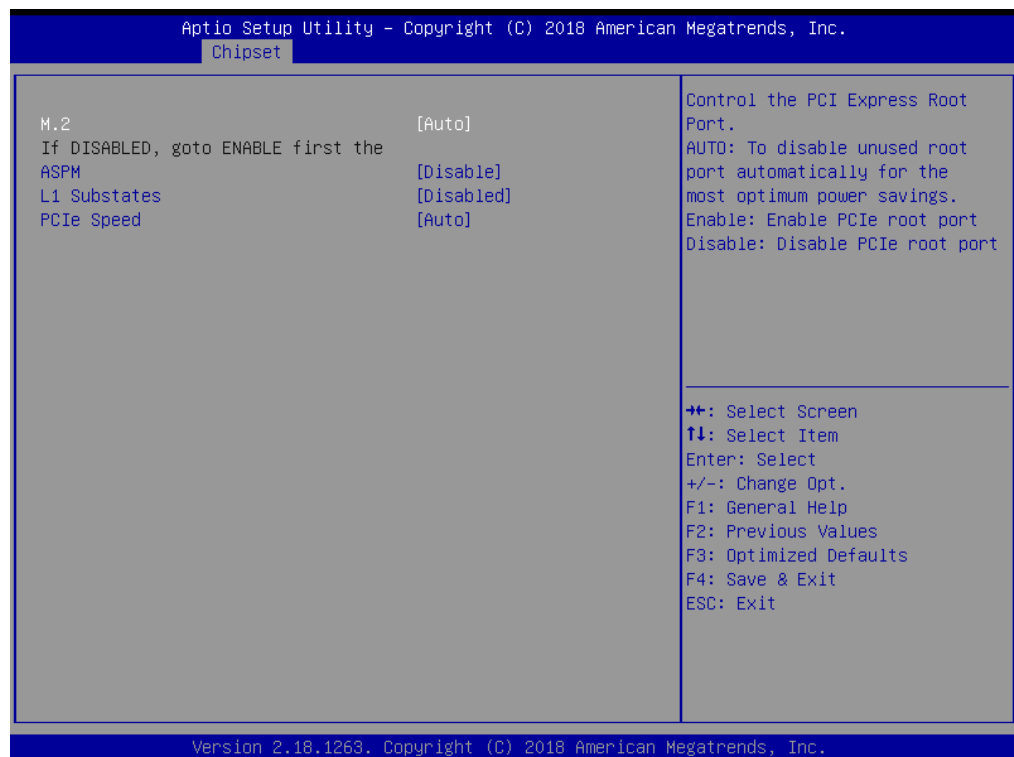 Aptio Setup Utility – Copyright (C) 2018 American Megatrends, Inc.
Chipset
M.2 [Auto]
If DISABLED, goto ENABLE first the
ASPM [Disable]
L1 Substates [Disabled]
PCIe Speed [Auto]
Control the PCI Express Root
Port.
AUTO: To disable unused root
port automatically for the
most optimum power savings.
Enable: Enable PCIe root port
Disable: Disable PCIe root port
→←: Select Screen
↑↓: Select Item
Enter: Select
+/-: Change Opt.
F1: General Help
F2: Previous Values
F3: Optimized Defaults
F4: Save & Exit
ESC: Exit
Version 2.18.1263. Copyright (C) 2018 American Megatrends, Inc.